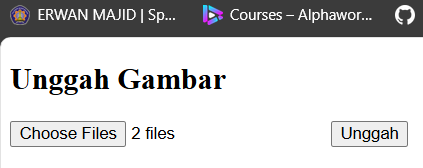 ERWAN MAJID | Sp...
Courses – Alphawor...
Unggah Gambar
Choose Files 2 files
Unggah